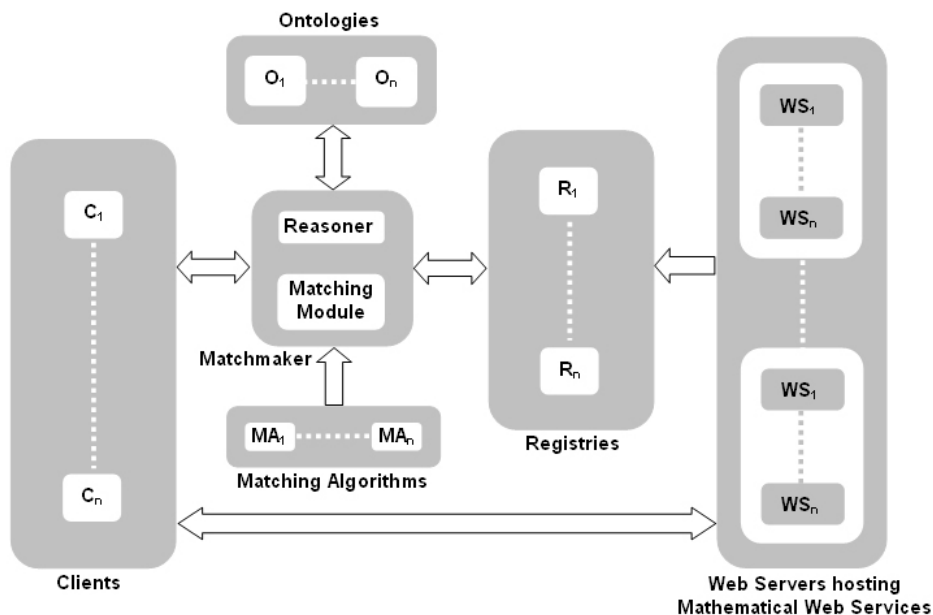 Ontologies
O₁ Oₙ
C₁
Cₙ
Clients
Reasoner
Matching
Module
Matchmaker
MA₁ MAₙ
Matching Algorithms
R₁
Rₙ
Registries
WS₁
WSₙ
WS₁
WSₙ
Web Servers hosting
Mathematical Web Services